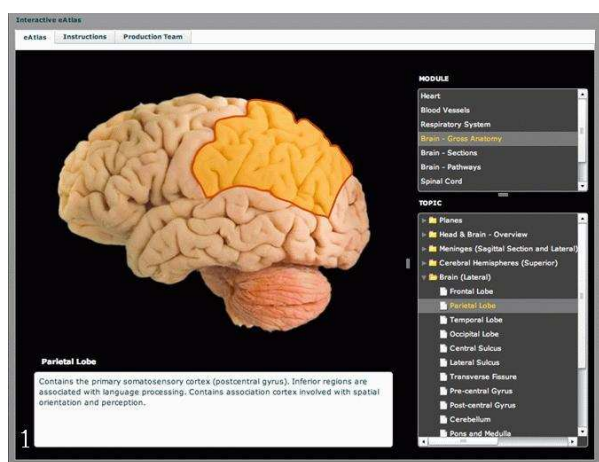 Interactive eAtlas
eAtlas Instructions Production Team
MODULE
Heart
Blood Vessels
Respiratory System
Brain - Gross Anatomy
Brain - Sections
Brain - Pathways
Spinal Cord
TOPIC
Planes
Head & Brain - Overview
Meninges (Sagittal Section and Lateral)
Cerebral Hemispheres (Superior)
Brain (Lateral)
Frontal Lobe
Parietal Lobe
Temporal Lobe
Occipital Lobe
Central Sulcus
Lateral Sulcus
Transverse Fissure
Pre-central Gyrus
Post-central Gyrus
Cerebellum
Pons and Medulla
Parietal Lobe
Contains the primary somatosensory cortex (postcentral gyrus). Inferior regions are
associated with language processing. Contains association cortex involved with spatial
orientation and perception.
1